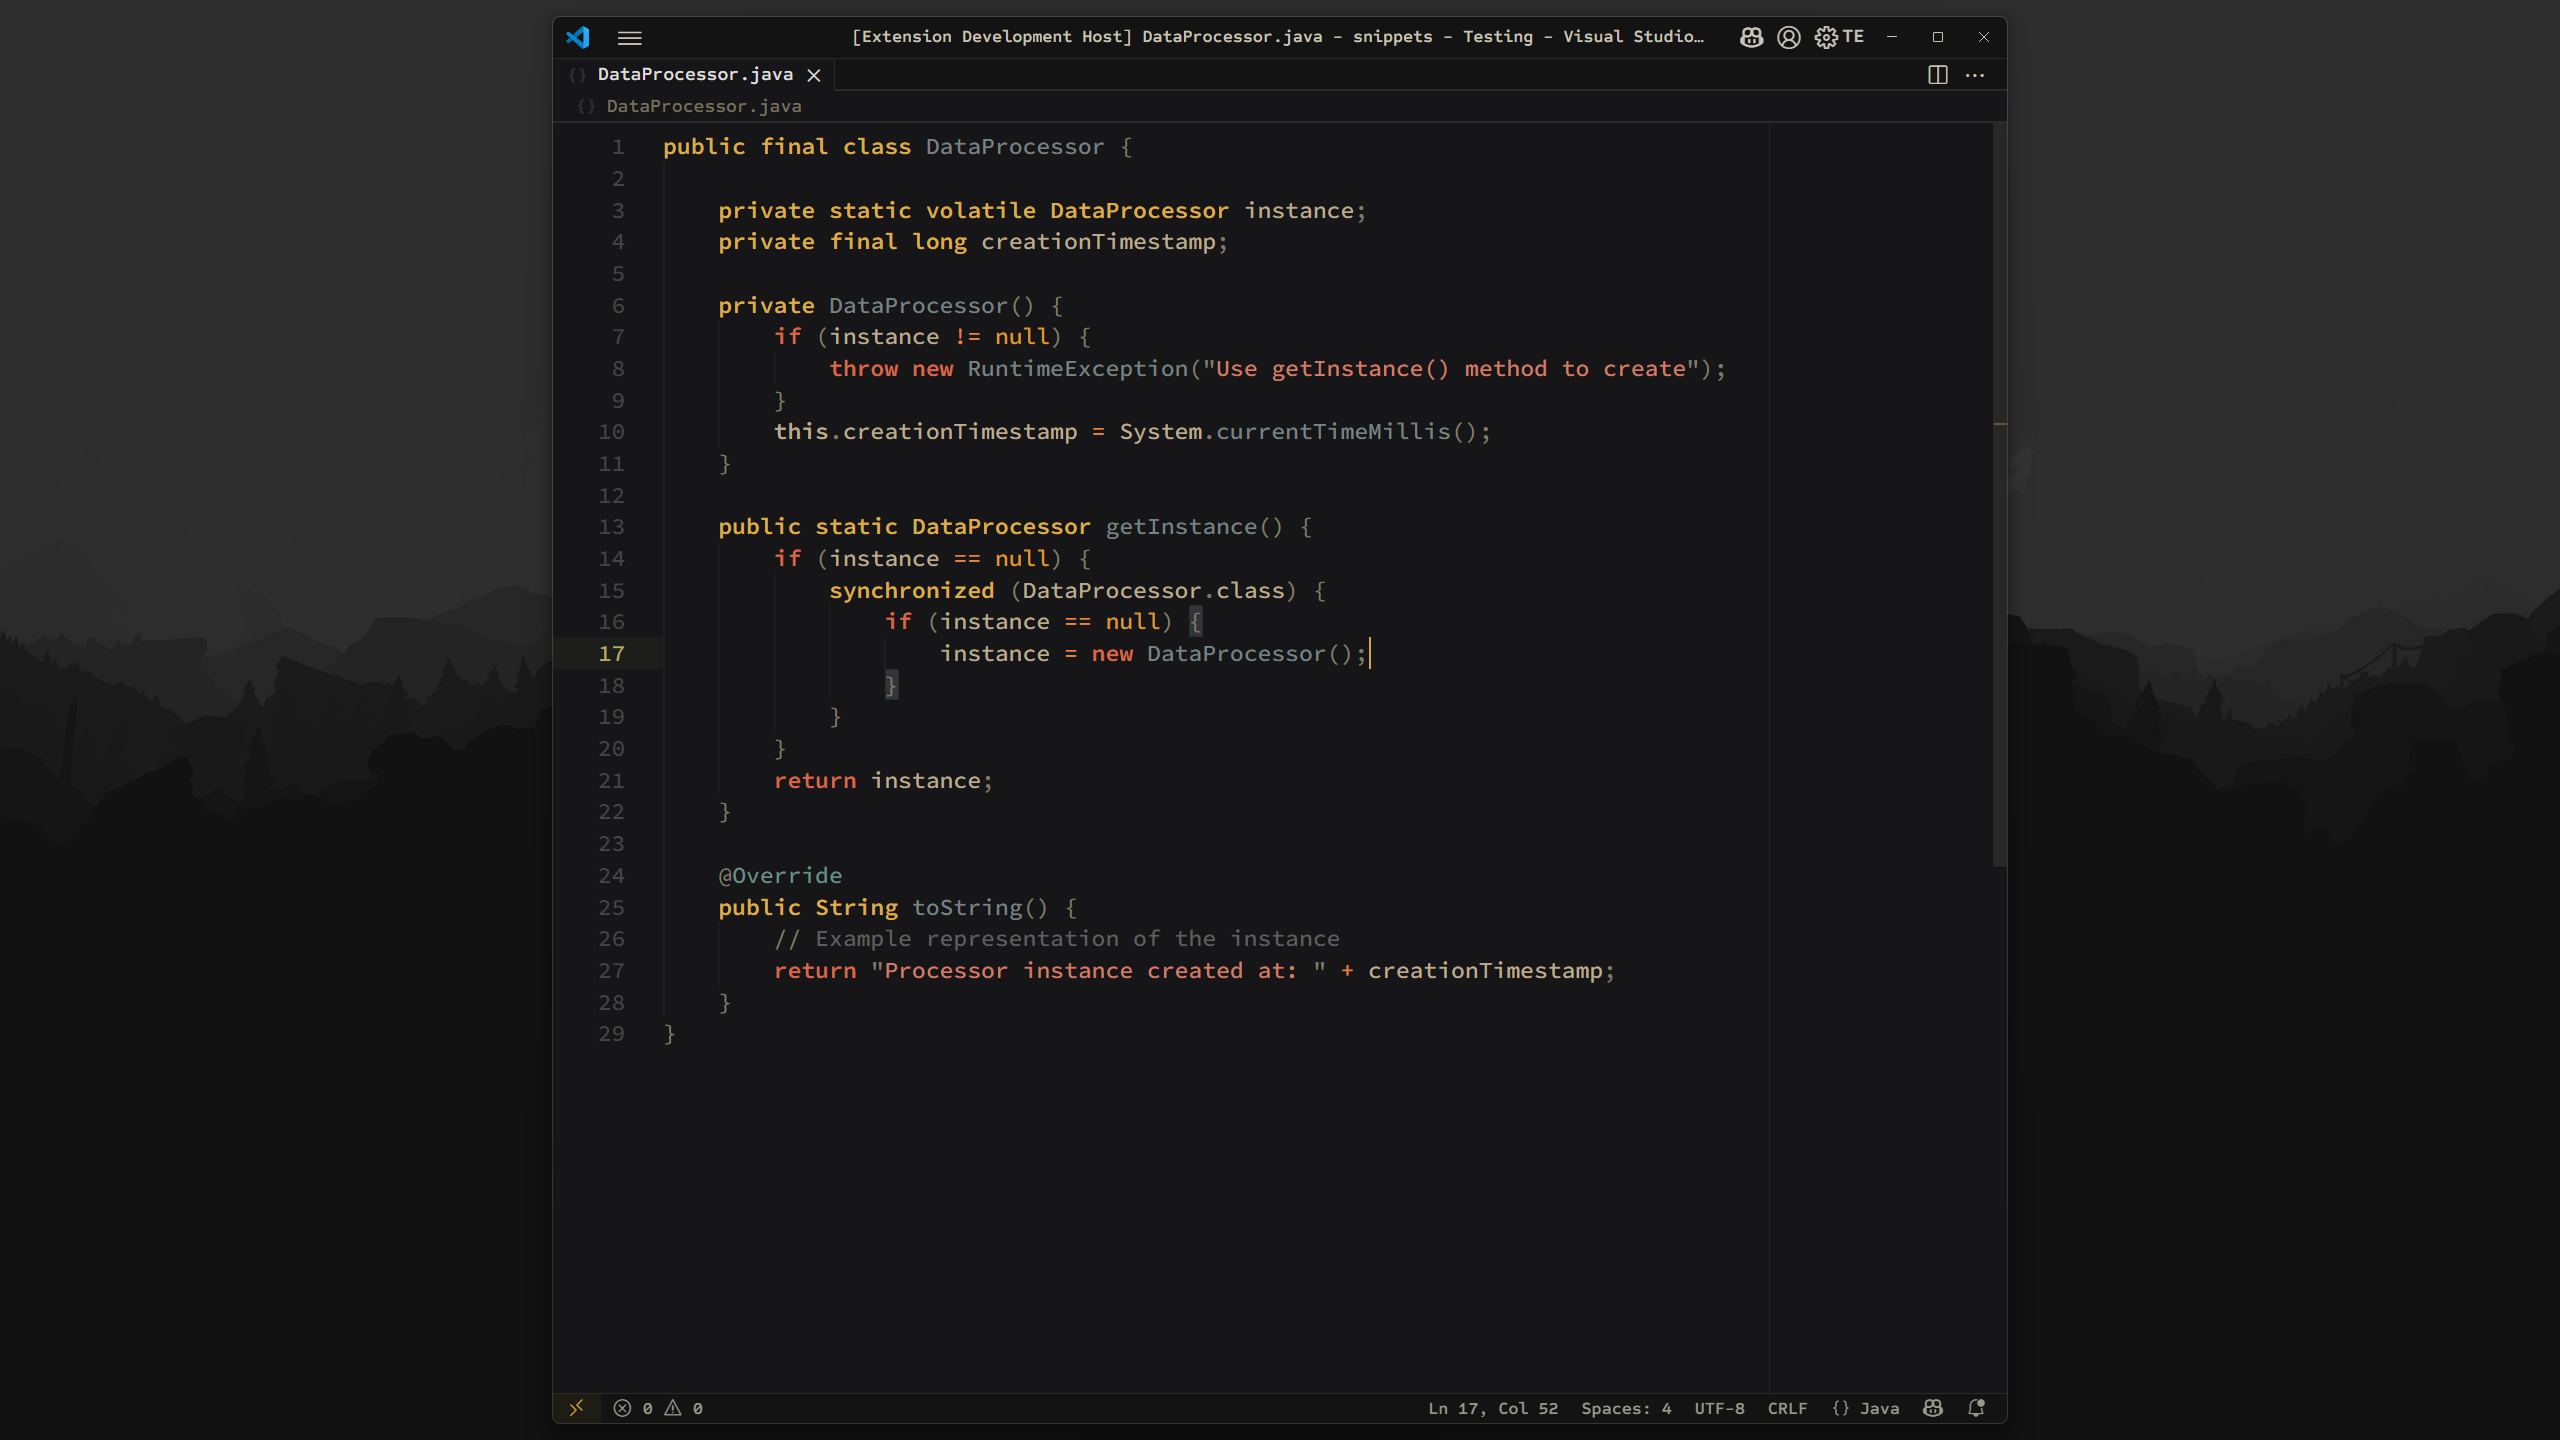 [Extension Development Host] DataProcessor.java - snippets - Testing - Visual Studio… TE
{} DataProcessor.java
{} DataProcessor.java
1 public final class DataProcessor {
2
3     private static volatile DataProcessor instance;
4     private final long creationTimestamp;
5
6     private DataProcessor() {
7         if (instance != null) {
8             throw new RuntimeException("Use getInstance() method to create");
9         }
10         this.creationTimestamp = System.currentTimeMillis();
11     }
12
13     public static DataProcessor getInstance() {
14         if (instance == null) {
15             synchronized (DataProcessor.class) {
16                 if (instance == null) {
17                     instance = new DataProcessor();
18                 }
19             }
20         }
21         return instance;
22     }
23
24     @Override
25     public String toString() {
26         // Example representation of the instance
27         return "Processor instance created at: " + creationTimestamp;
28     }
29 }
0 0 Ln 17, Col 52 Spaces: 4 UTF-8 CRLF {} Java